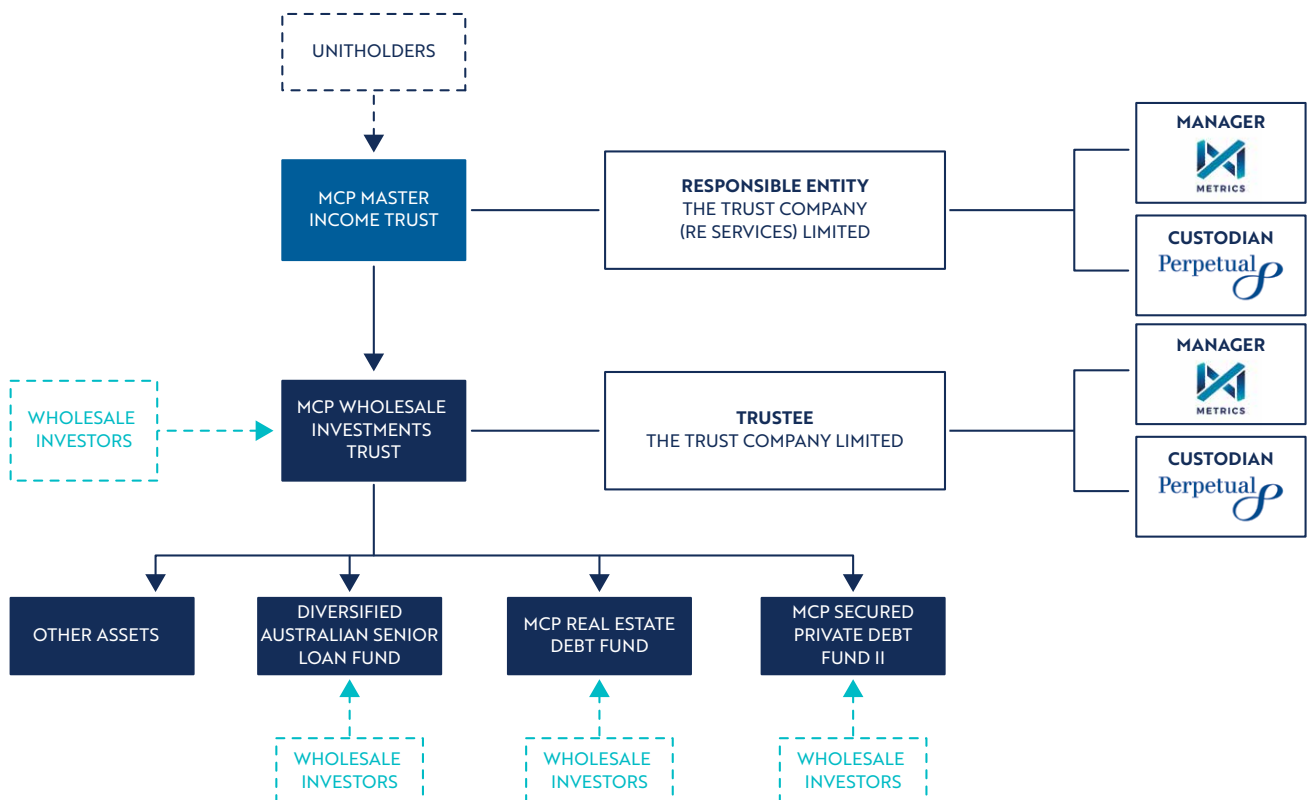 UNITHOLDERS
MCP MASTER
INCOME TRUST
RESPONSIBLE ENTITY
THE TRUST COMPANY
(RE SERVICES) LIMITED
MANAGER
METRICS
CUSTODIAN
Perpetual
WHOLESALE
INVESTORS
MCP WHOLESALE
INVESTMENTS
TRUST
TRUSTEE
THE TRUST COMPANY LIMITED
MANAGER
METRICS
CUSTODIAN
Perpetual
OTHER ASSETS
DIVERSIFIED
AUSTRALIAN SENIOR
LOAN FUND
MCP REAL ESTATE
DEBT FUND
MCP SECURED
PRIVATE DEBT
FUND II
WHOLESALE
INVESTORS
WHOLESALE
INVESTORS
WHOLESALE
INVESTORS